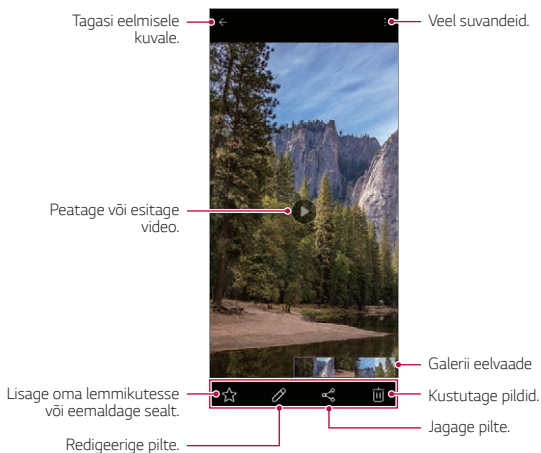 Tagasi eelmisele
kuvale.
Veel suvandeid.
Peatage või esitage
video.
Galerii eelvaade
Lisage oma lemmikutesse
või eemaldage sealt.
Kustutage pildid.
Jagage pilte.
Redigeerige pilte.